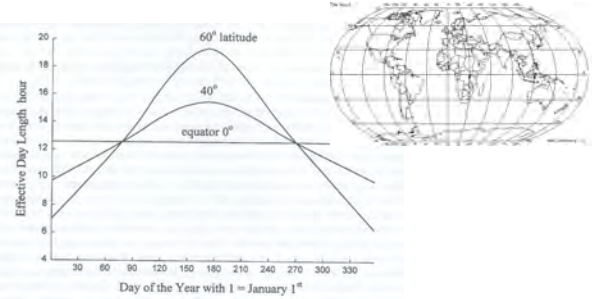 20
18
16
14
12
10
8
6
4
Effective Day Length hour
60° latitude
40°
equator 0°
30 60 90 120 150 180 210 240 270 300 330
Day of the Year with 1 = January 1st